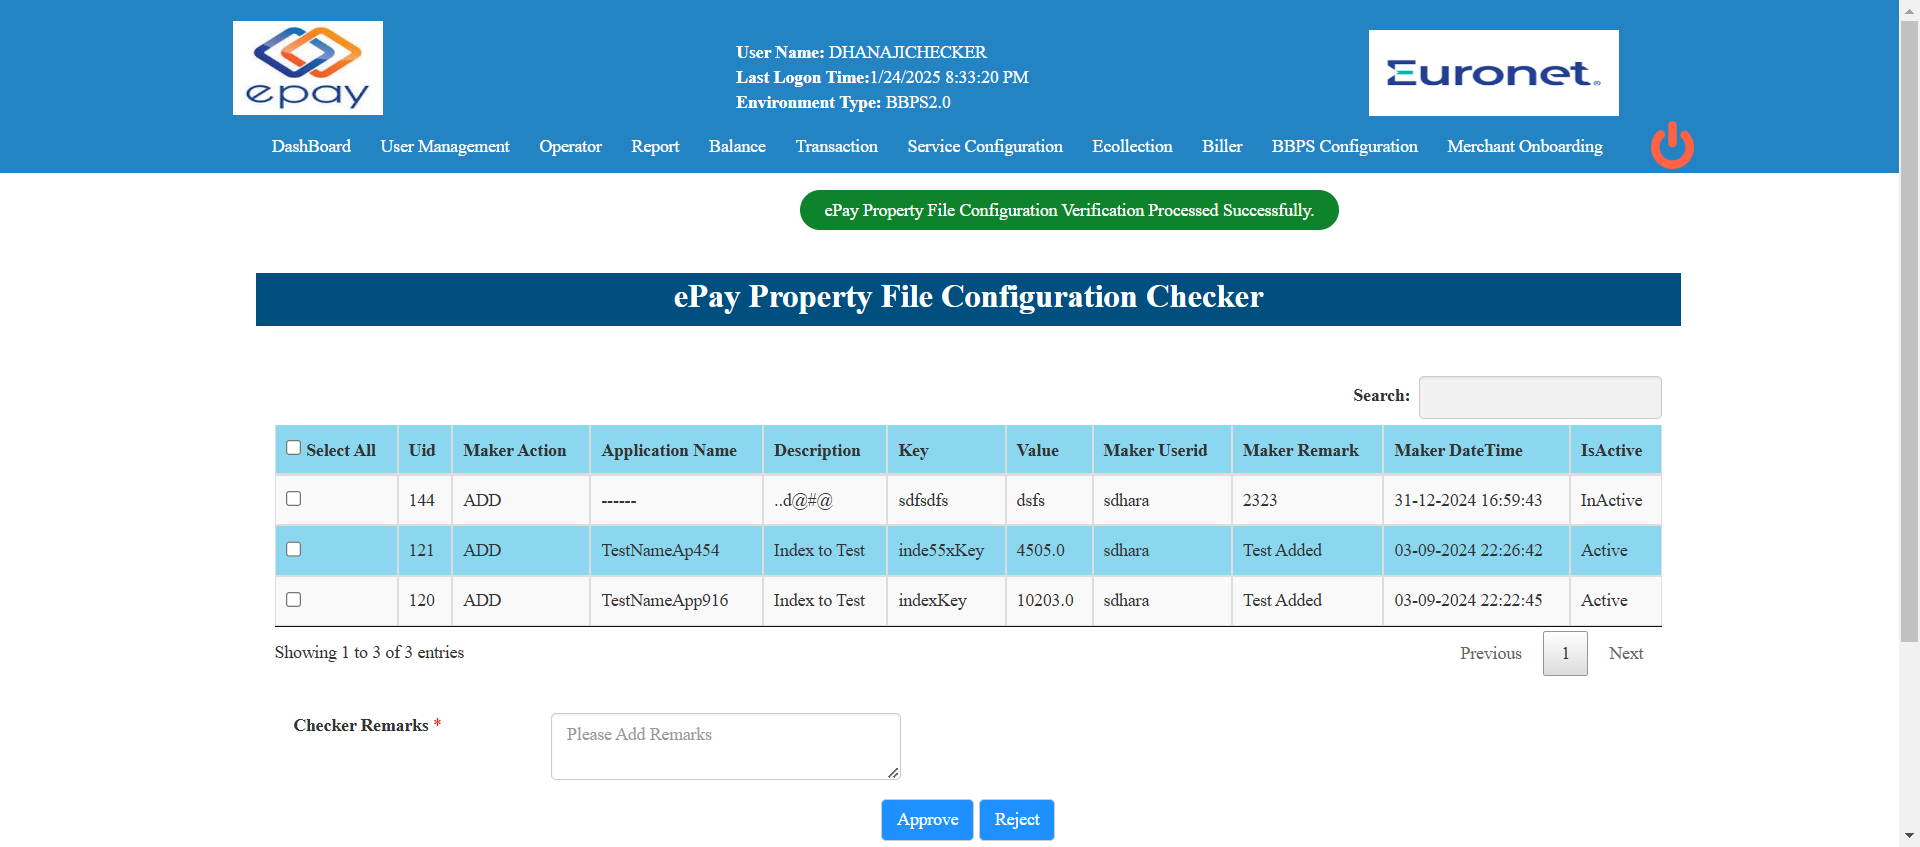 epay
User Name: DHANAJICHECKER
Last Logon Time:1/24/2025 8:33:20 PM
Environment Type: BBPS2.0
Euronet®
DashBoard User Management Operator Report Balance Transaction Service Configuration Ecollection Biller BBPS Configuration Merchant Onboarding
ePay Property File Configuration Verification Processed Successfully.
ePay Property File Configuration Checker
Search:
Select All Uid Maker Action Application Name Description Key Value Maker Userid Maker Remark Maker DateTime IsActive
144 ADD ------ ..d@#@ sdfsdfs dsfs sdhara 2323 31-12-2024 16:59:43 InActive
121 ADD TestNameAp454 Index to Test inde55xKey 4505.0 sdhara Test Added 03-09-2024 22:26:42 Active
120 ADD TestNameApp916 Index to Test indexKey 10203.0 sdhara Test Added 03-09-2024 22:22:45 Active
Showing 1 to 3 of 3 entries
Previous 1 Next
Checker Remarks *
Please Add Remarks
Approve Reject